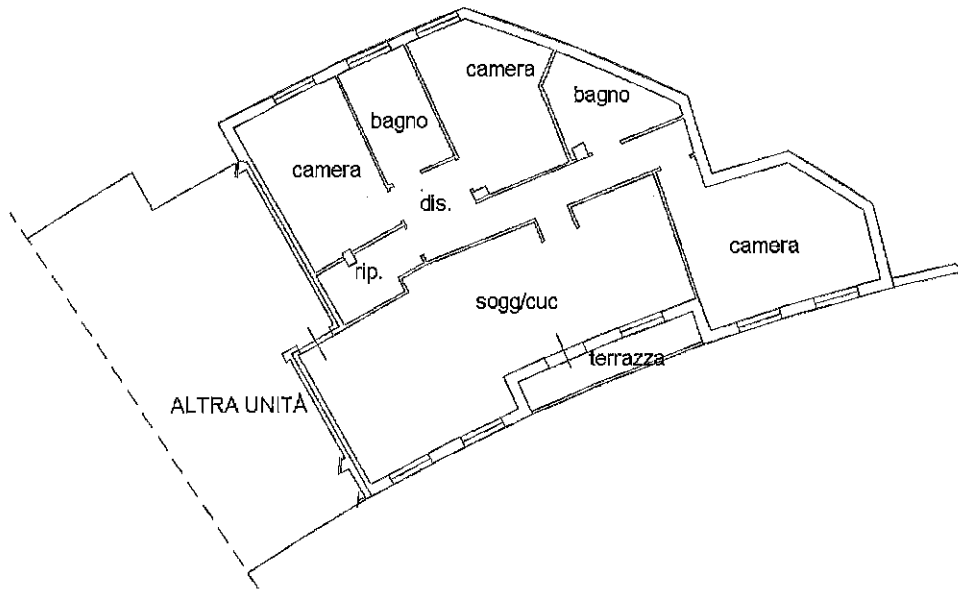 camera
bagno
bagno
camera
dis.
camera
rip.
sogg/cuc
terrazza
ALTRA UNITÀ